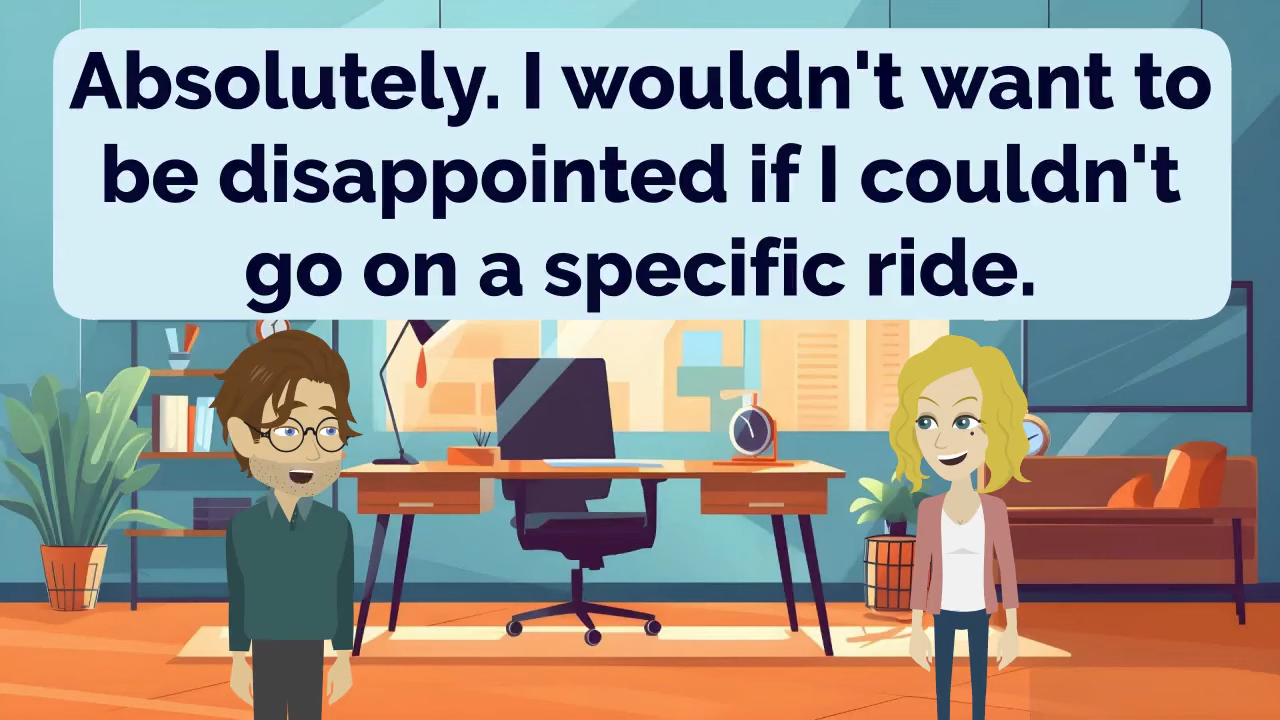 Absolutely. I wouldn't want to
be disappointed if I couldn't
go on a specific ride.